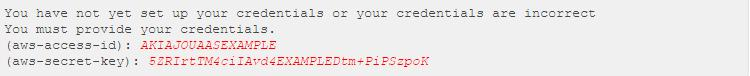 You have not yet set up your credentials or your credentials are incorrect
You must provide your credentials.
(aws-access-id): AKIAJOUAASEXAMPLE
(aws-secret-key): 5ZRIrtTM4ciIAvd4EXAMPLEDtm+PiPSzpoK